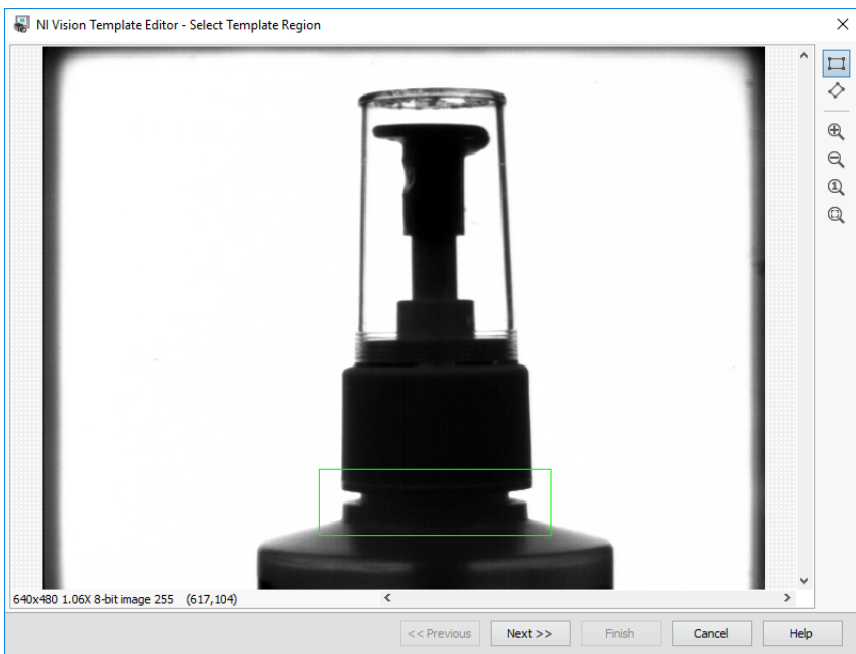 NI Vision Template Editor - Select Template Region
640x480 1.06X 8-bit image 255 (617,104)
<< Previous Next >> Finish Cancel Help